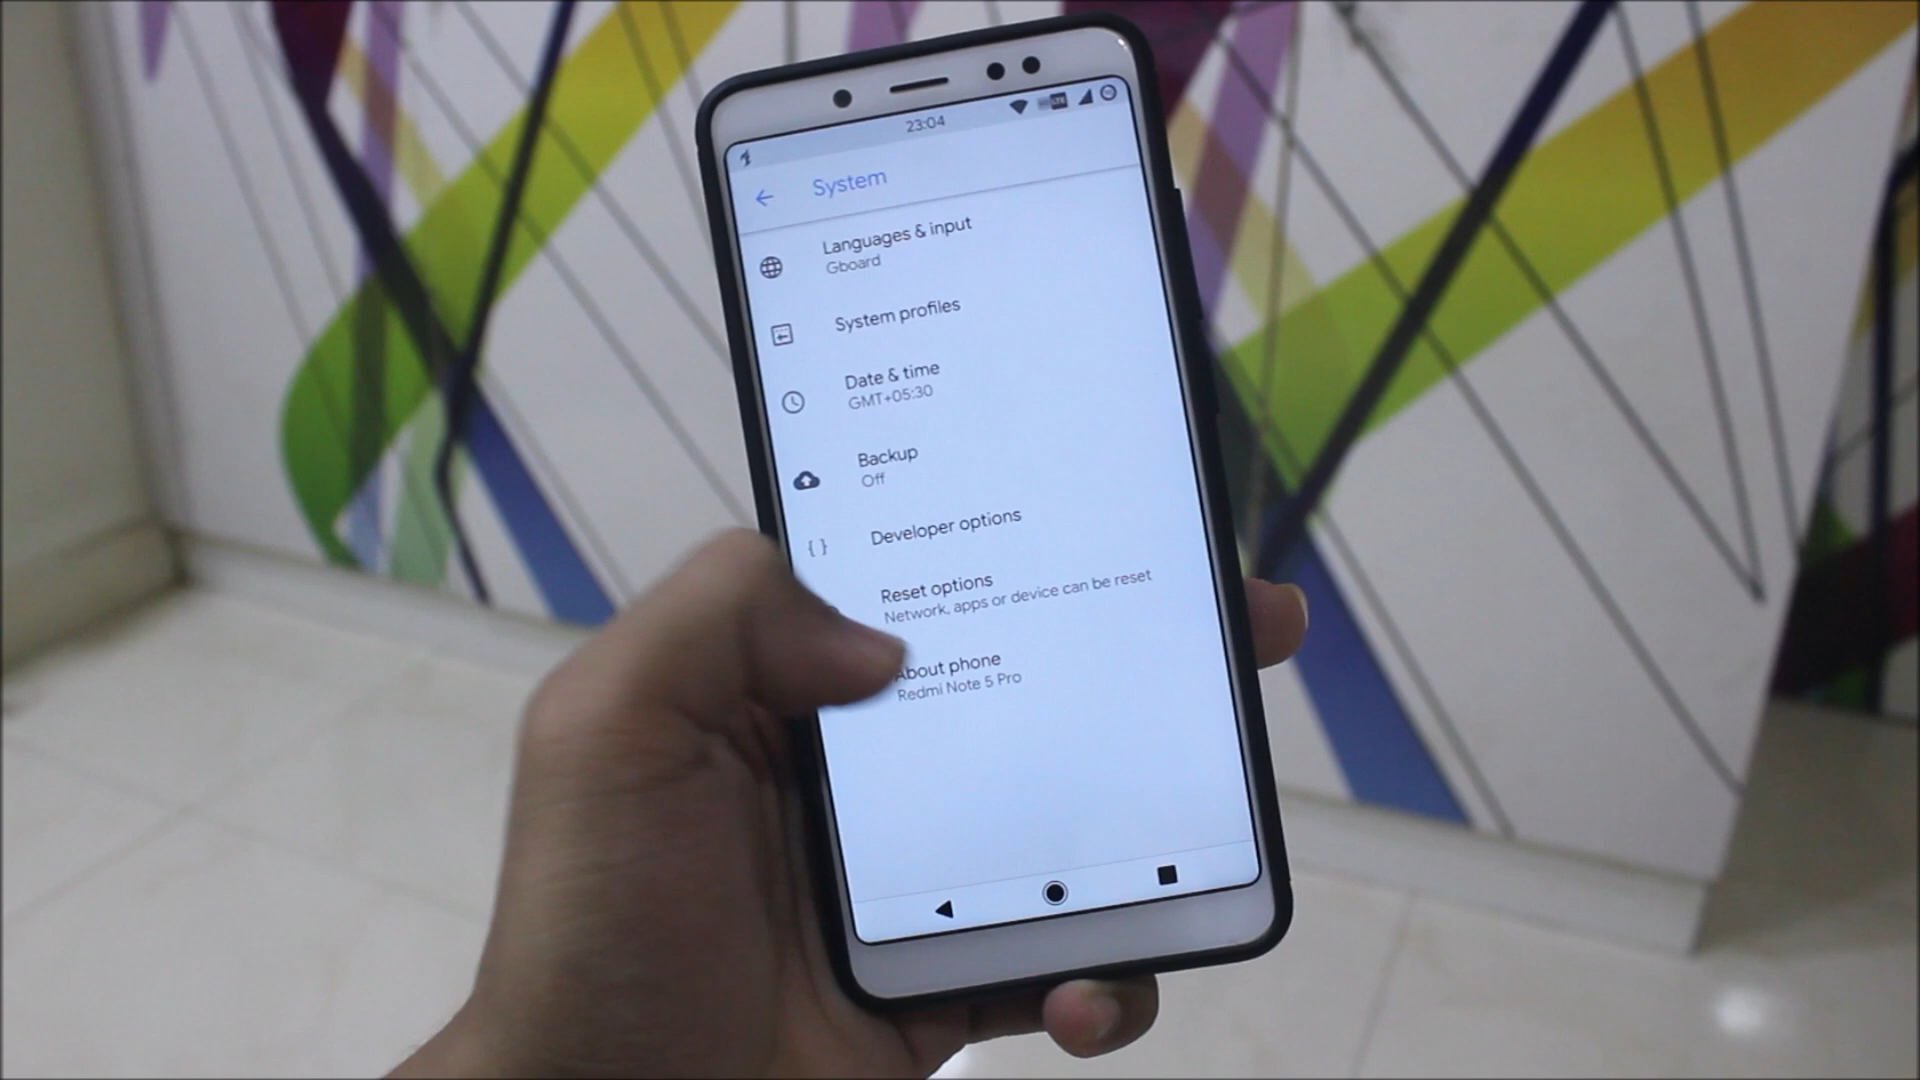 23:04
LTE
System
Languages & input
Gboard
System profiles
Date & time
GMT+05:30
Backup
Off
Developer options
Reset options
Network, apps or device can be reset
About phone
Redmi Note 5 Pro